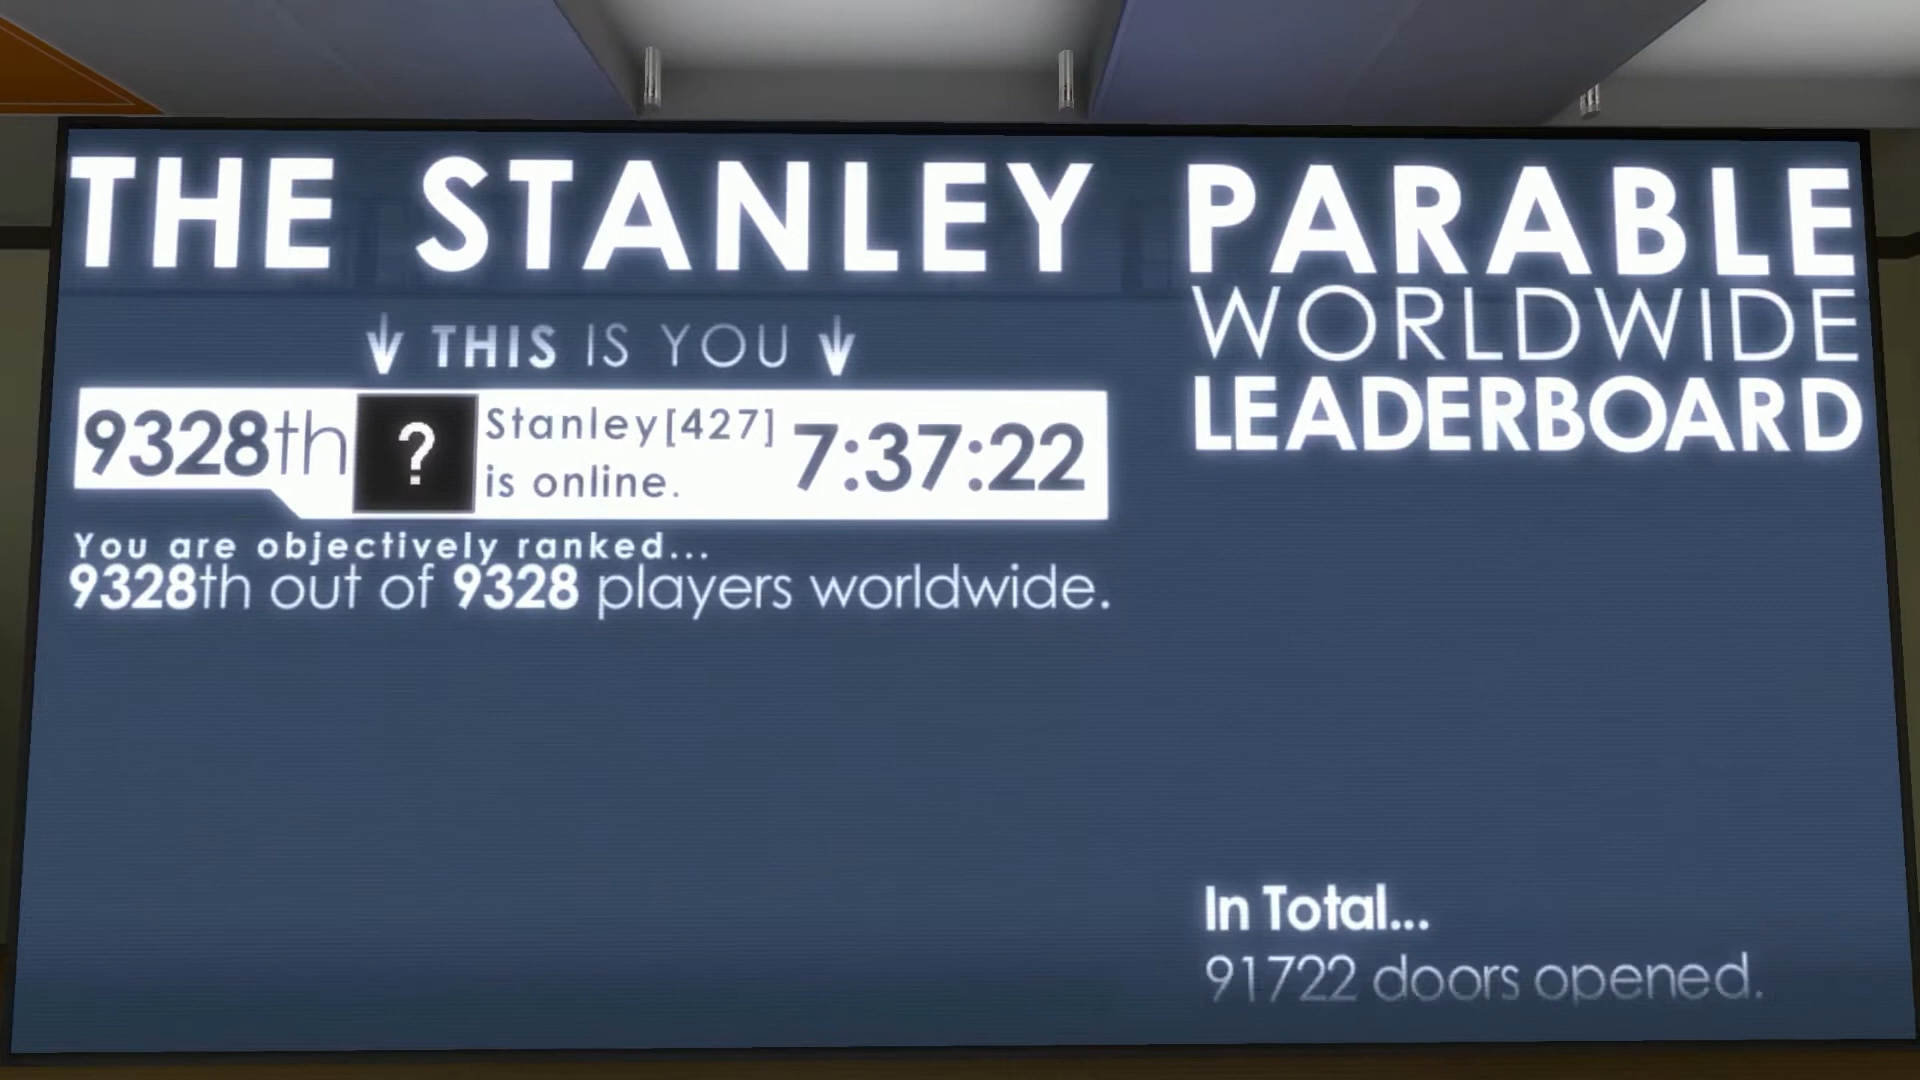 THE STANLEY PARABLE
WORLDWIDE
LEADERBOARD
THIS IS YOU
9328th ? Stanley[427] is online. 7:37:22
You are objectively ranked...
9328th out of 9328 players worldwide.
In Total...
91722 doors opened.